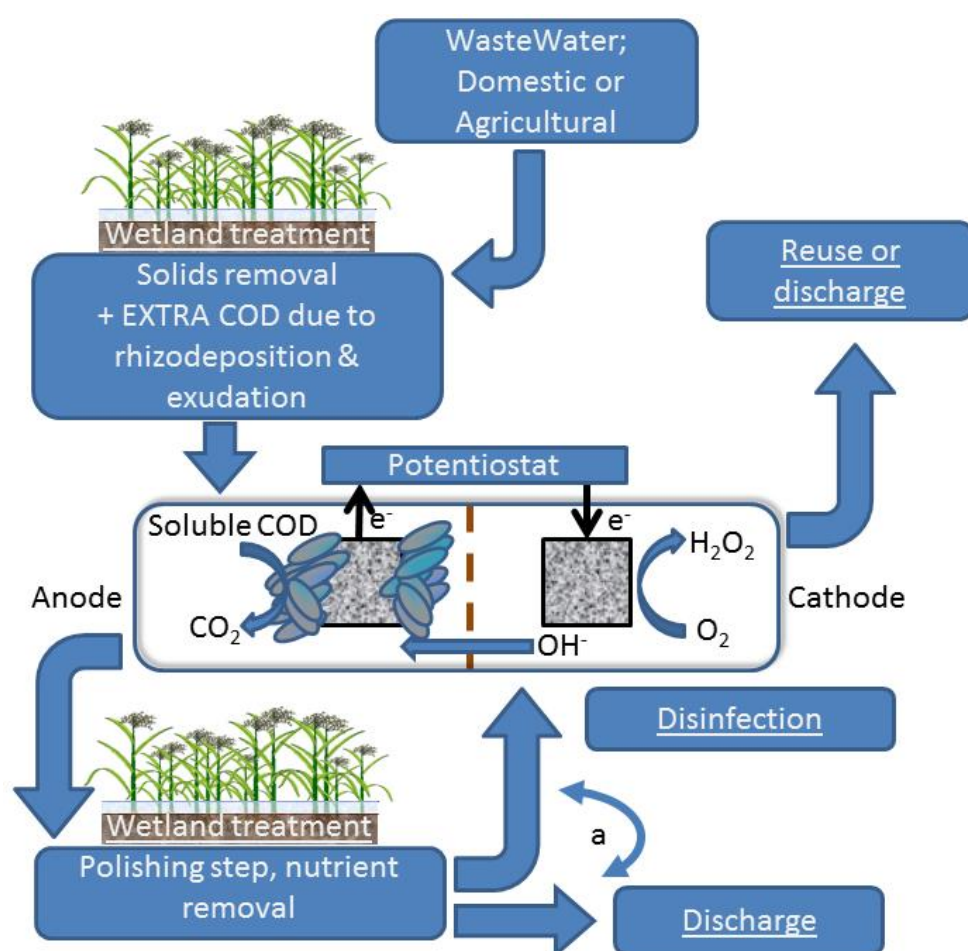 WasteWater;
Domestic or
Agricultural
Wetland treatment
Solids removal
+ EXTRA COD due to
rhizodeposition &
exudation
Reuse or
discharge
Potentiostat
Soluble COD
e⁻
e⁻
H₂O₂
Anode
Cathode
CO₂
OH⁻
O₂
Disinfection
Wetland treatment
a
Polishing step, nutrient
removal
Discharge